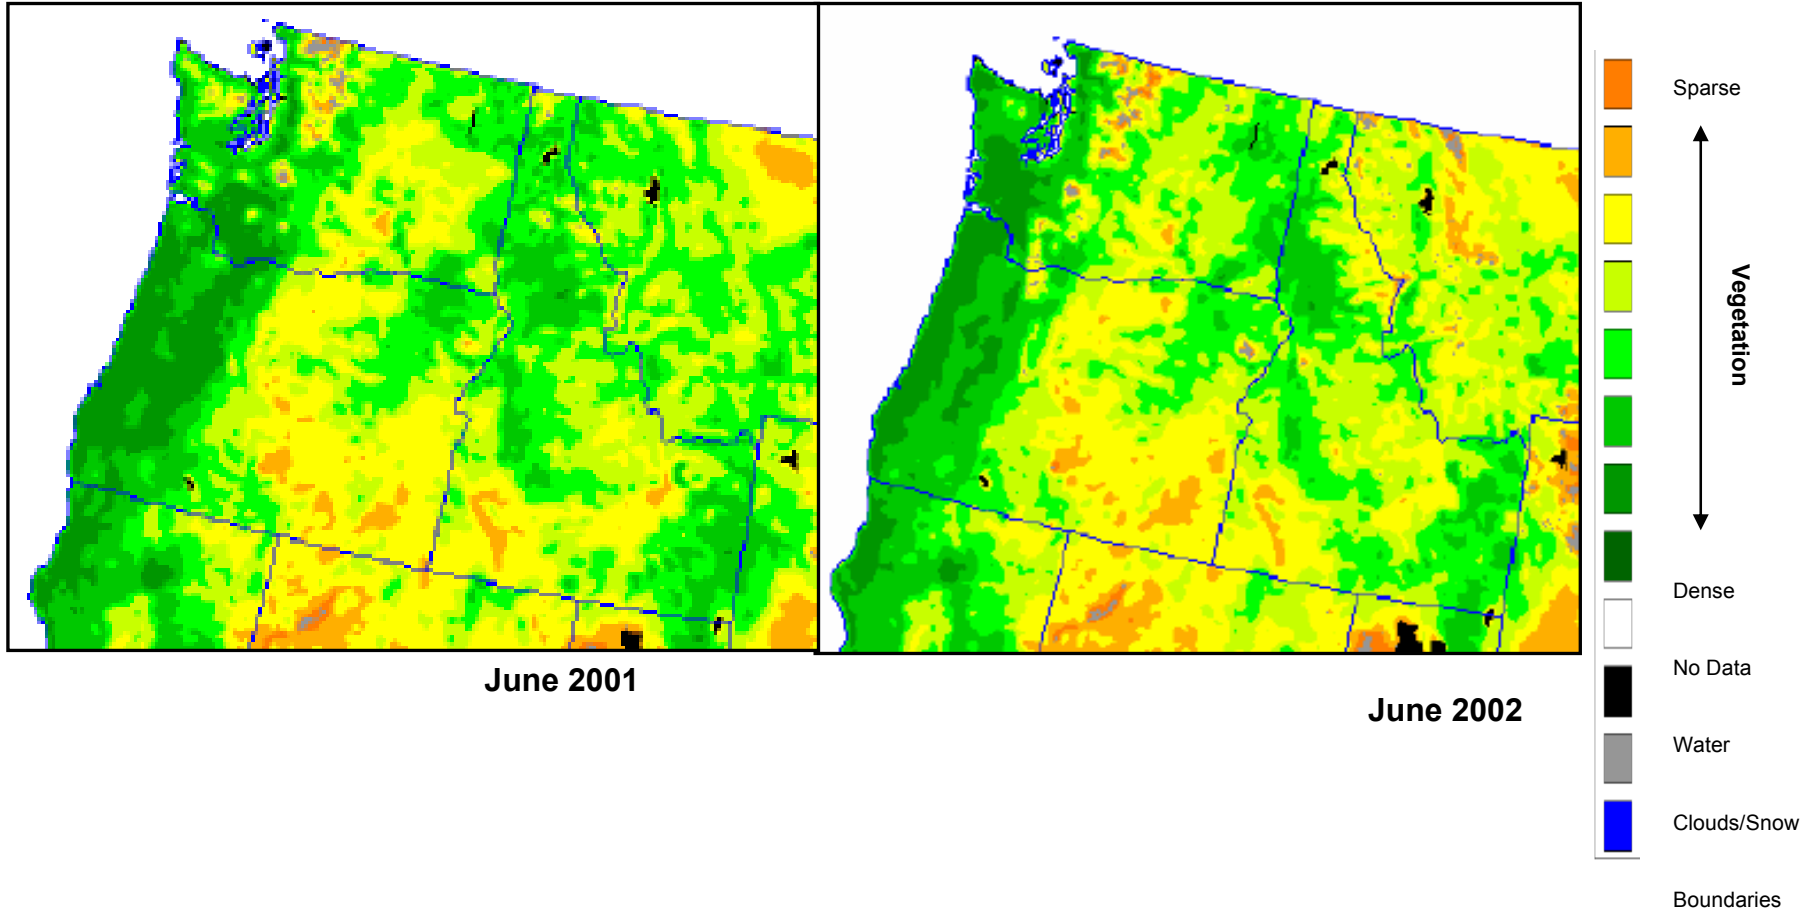 Sparse
Vegetation
Dense
No Data
Water
Clouds/Snow
Boundaries
June 2001
June 2002